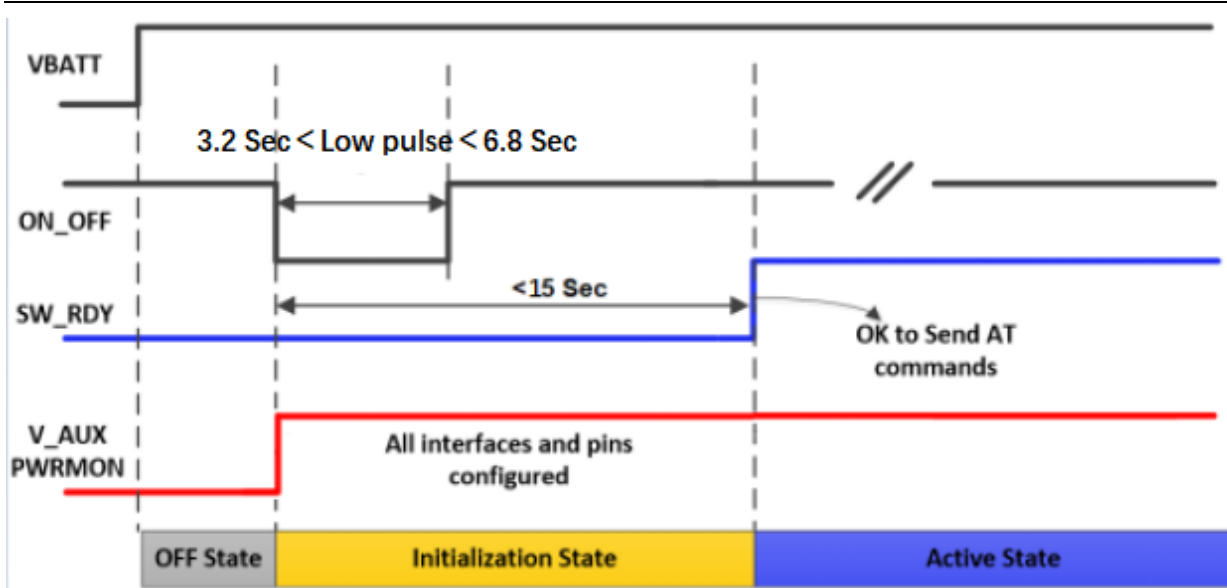 VBATT
3.2 Sec < Low pulse < 6.8 Sec
ON_OFF
<15 Sec
SW_RDY
OK to Send AT
commands
V_AUX
PWRMON
All interfaces and pins
configured
OFF State
Initialization State
Active State